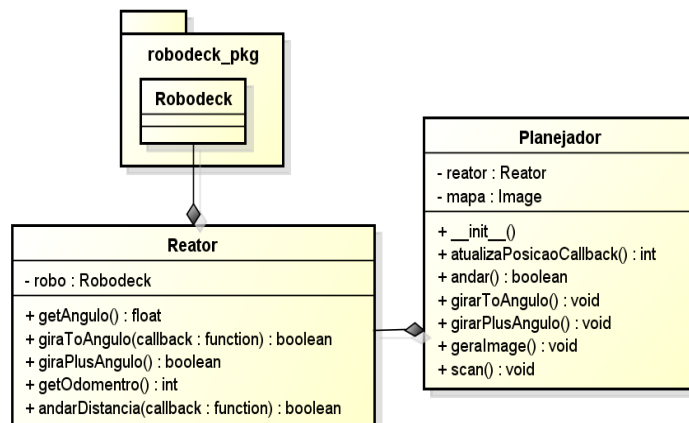 robodeck_pkg
Robodeck
Reator
- robo : Robodeck
+ getAngulo() : float
+ giraToAngulo(callback : function) : boolean
+ giraPlusAngulo() : boolean
+ getOdomentro() : int
+ andarDistancia(callback : function) : boolean
Planejador
- reator : Reator
- mapa : Image
+ __init__()
+ atualizaPosicaoCallback() : int
+ andar() : boolean
+ girarToAngulo() : void
+ girarPlusAngulo() : void
+ geraImage() : void
+ scan() : void